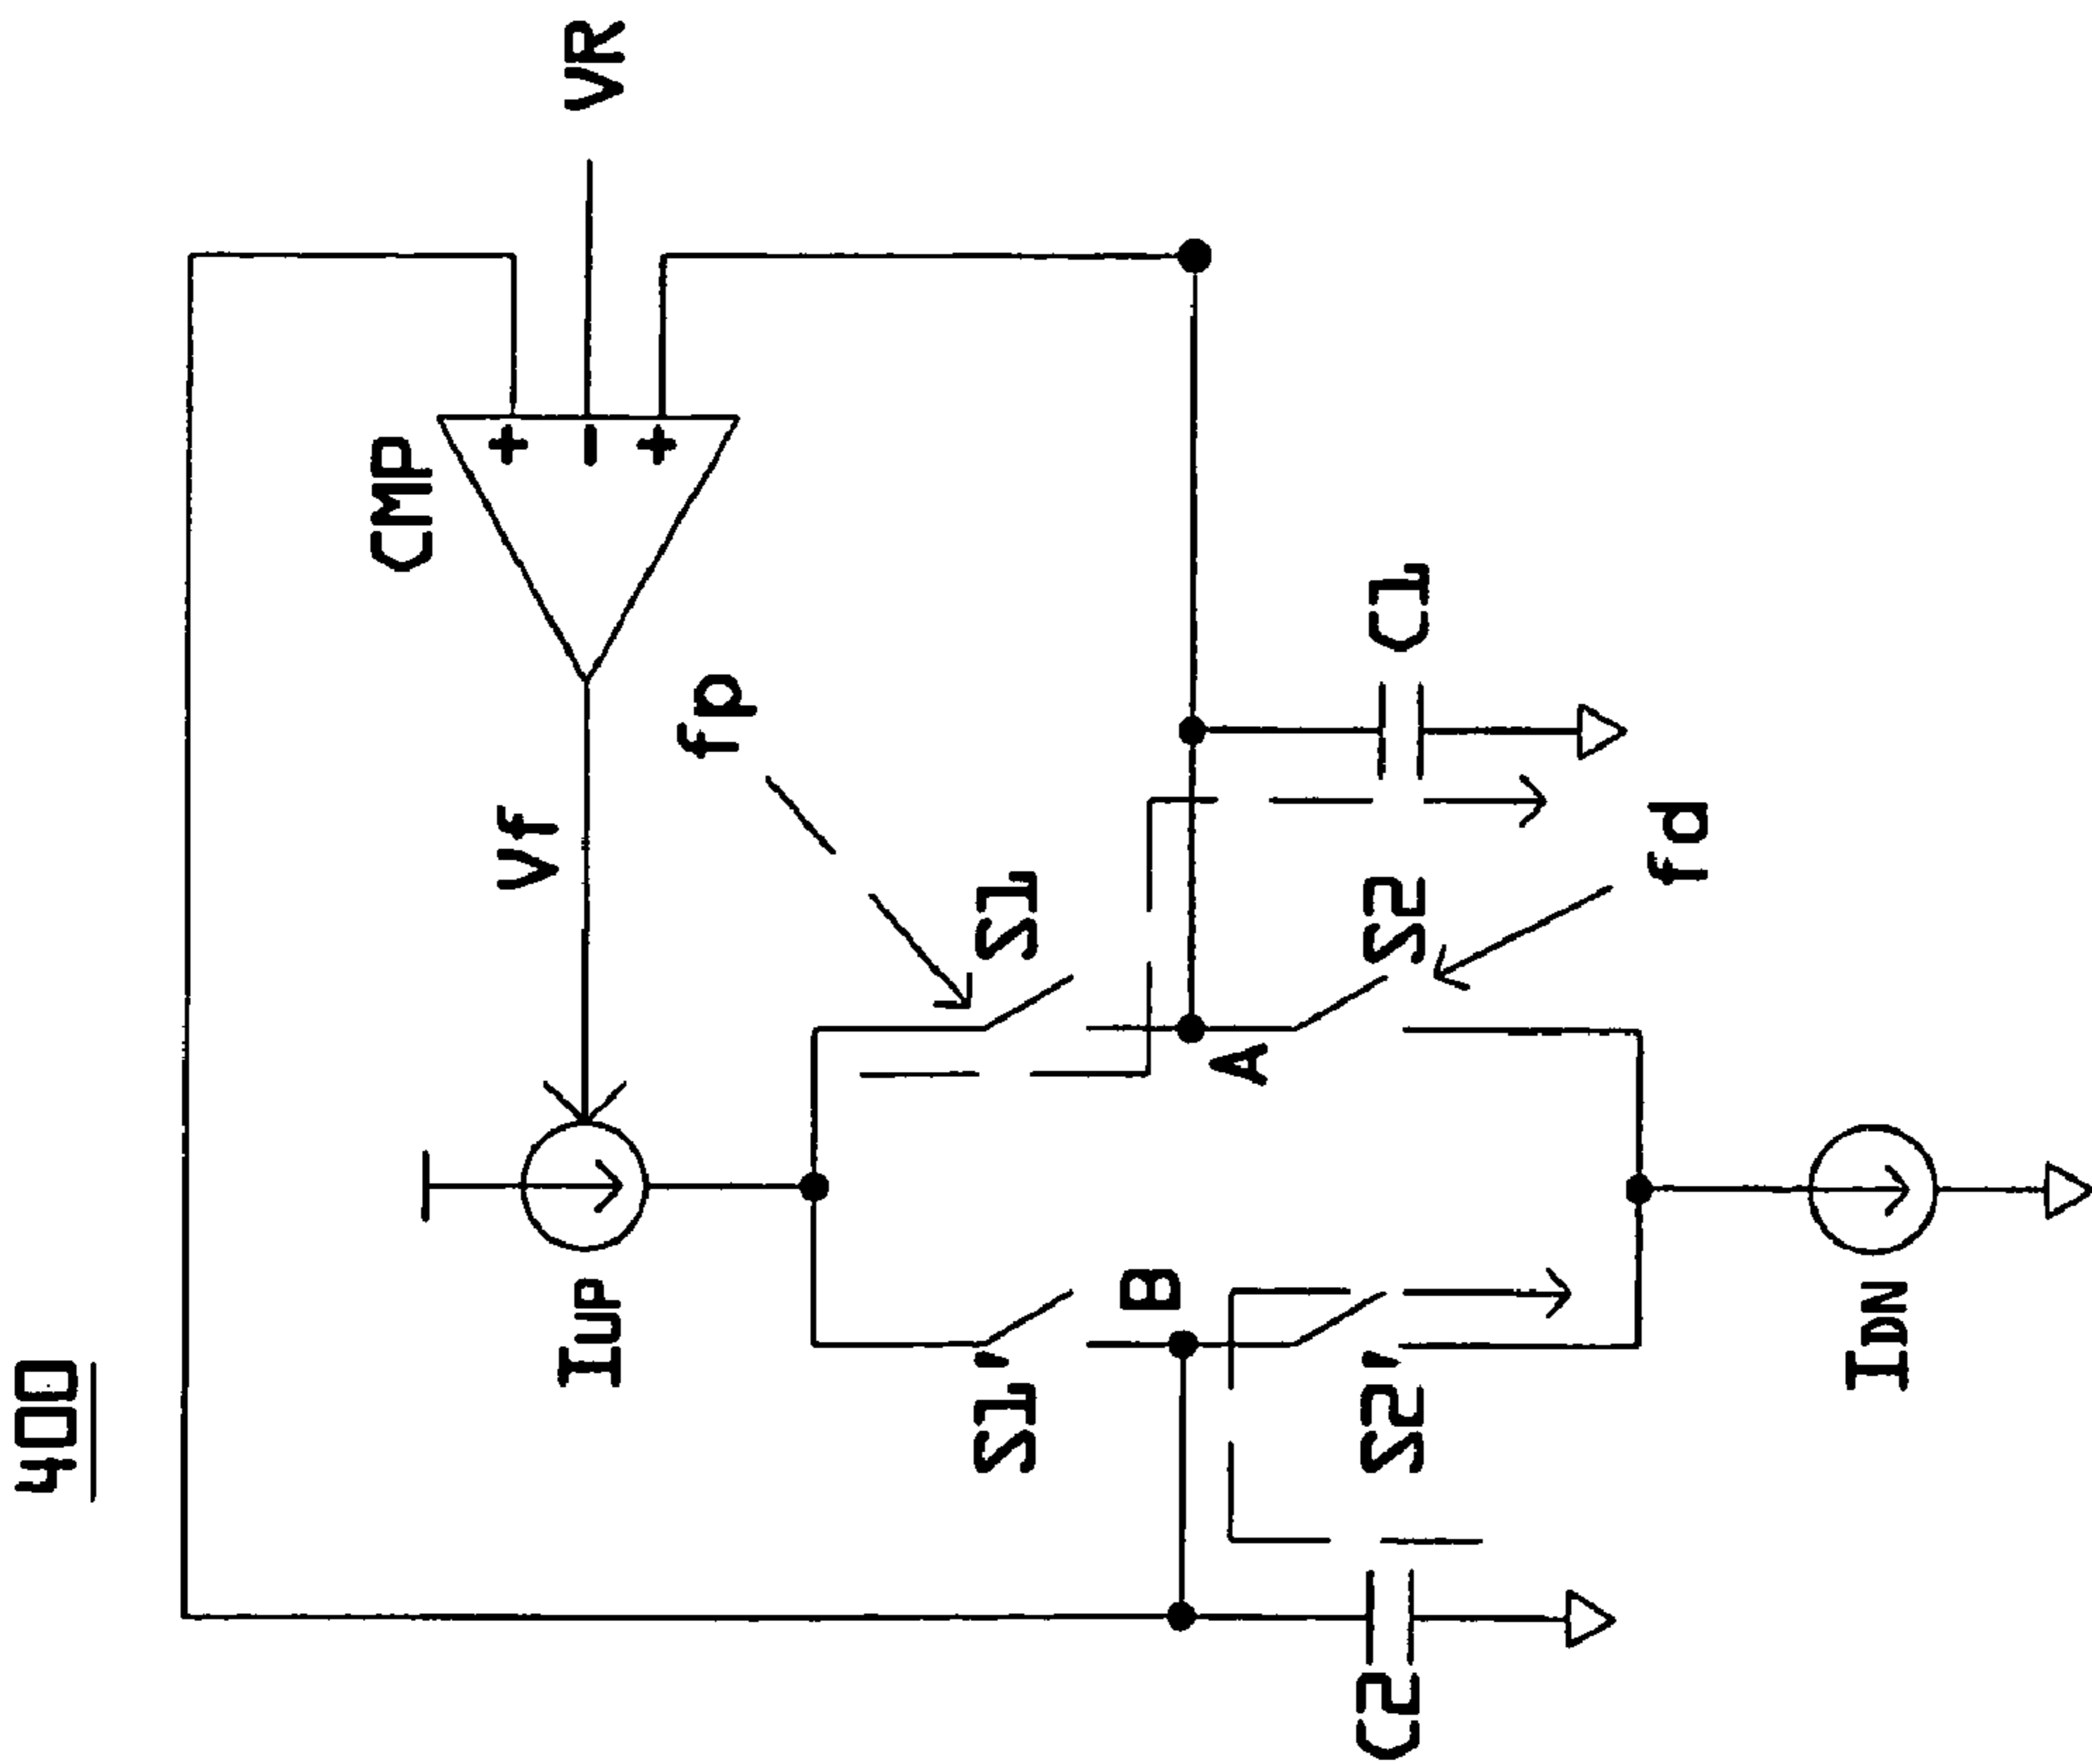 400
CMP
+
-
+
VR
Vf
fp
IUP
S1'
S1
B
A
S2'
S2
C2
C1
fd
IDN